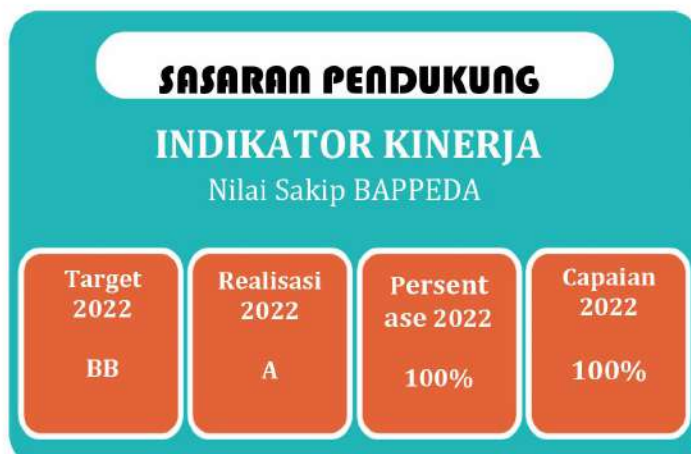 SASARAN PENDUKUNG
INDIKATOR KINERJA
Nilai Sakip BAPPEDA
Target
2022
BB
Realisasi
2022
A
Persent
ase 2022
100%
Capaian
2022
100%